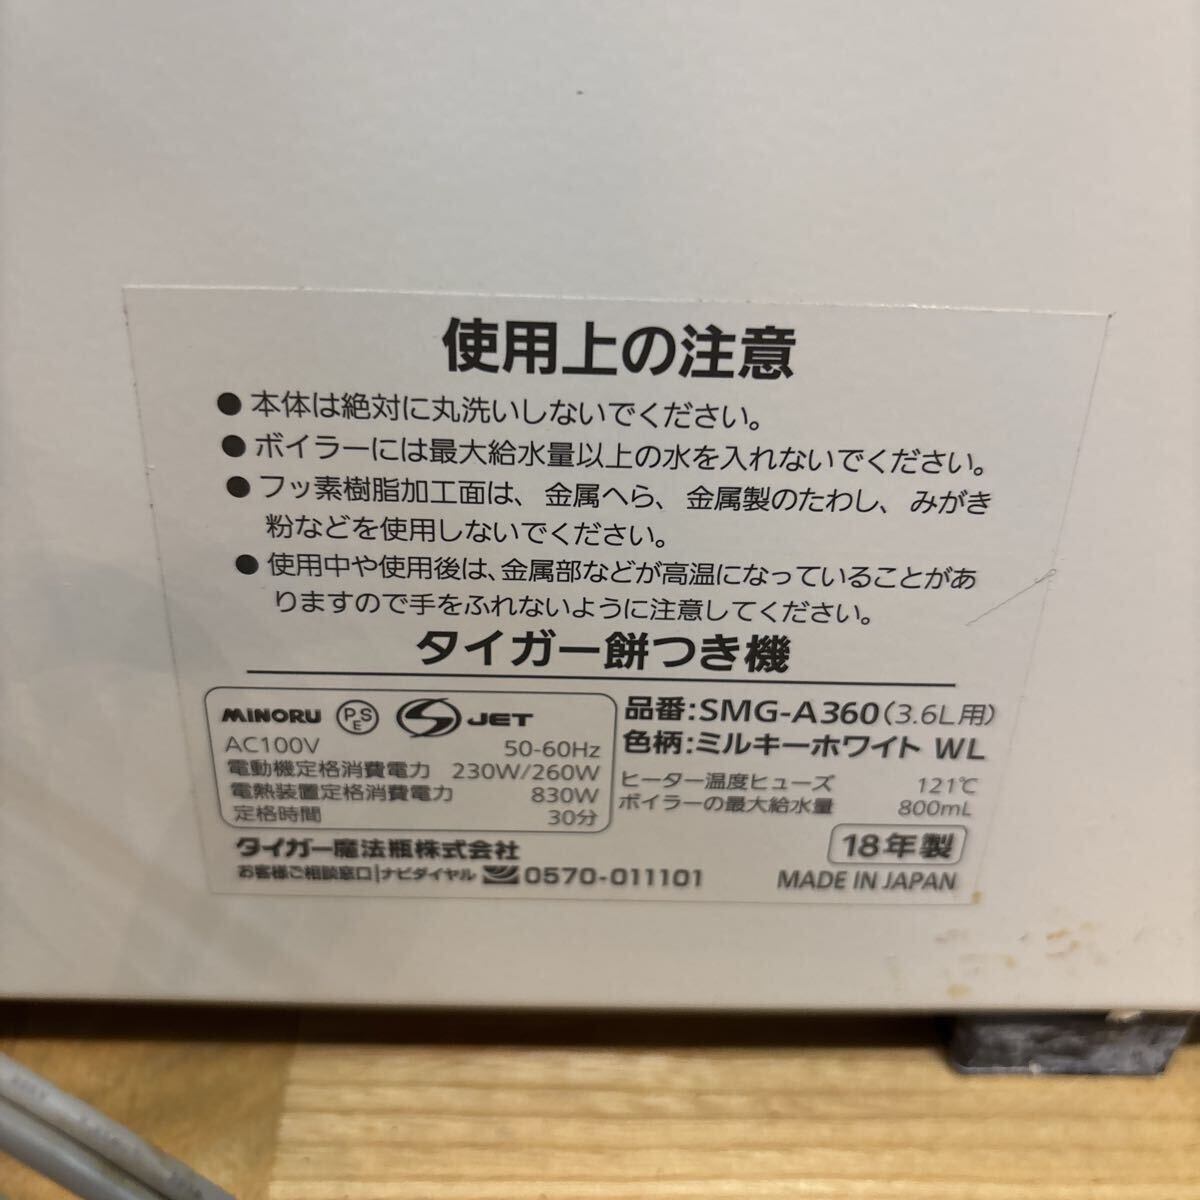 使用上の注意
● 本体は絶対に丸洗いしないでください。
● ボイラーには最大給水量以上の水を入れないでください。
● フッ素樹脂加工面は、金属へら、金属製のたわし、みがき
粉などを使用しないでください。
● 使用中や使用後は、金属部などが高温になっていることがあ
りますので手をふれないように注意してください。
タイガー餅つき機
MINORU PSE JET
AC100V 50-60Hz
電動機定格消費電力 230W/260W
電熱装置定格消費電力 830W
定格時間 30分
品番:SMG-A360(3.6L用)
色柄:ミルキーホワイト WL
ヒーター温度ヒューズ 121℃
ボイラーの最大給水量 800mL
タイガー魔法瓶株式会社
18年製
お客様ご相談窓口|ナビダイヤル 0570-011101
MADE IN JAPAN